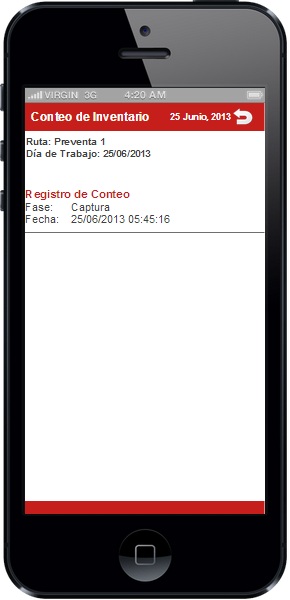 VIRGIN 3G 4:20 AM
Conteo de Inventario 25 Junio, 2013
Ruta: Preventa 1
Día de Trabajo: 25/06/2013
Registro de Conteo
Fase: Captura
Fecha: 25/06/2013 05:45:16